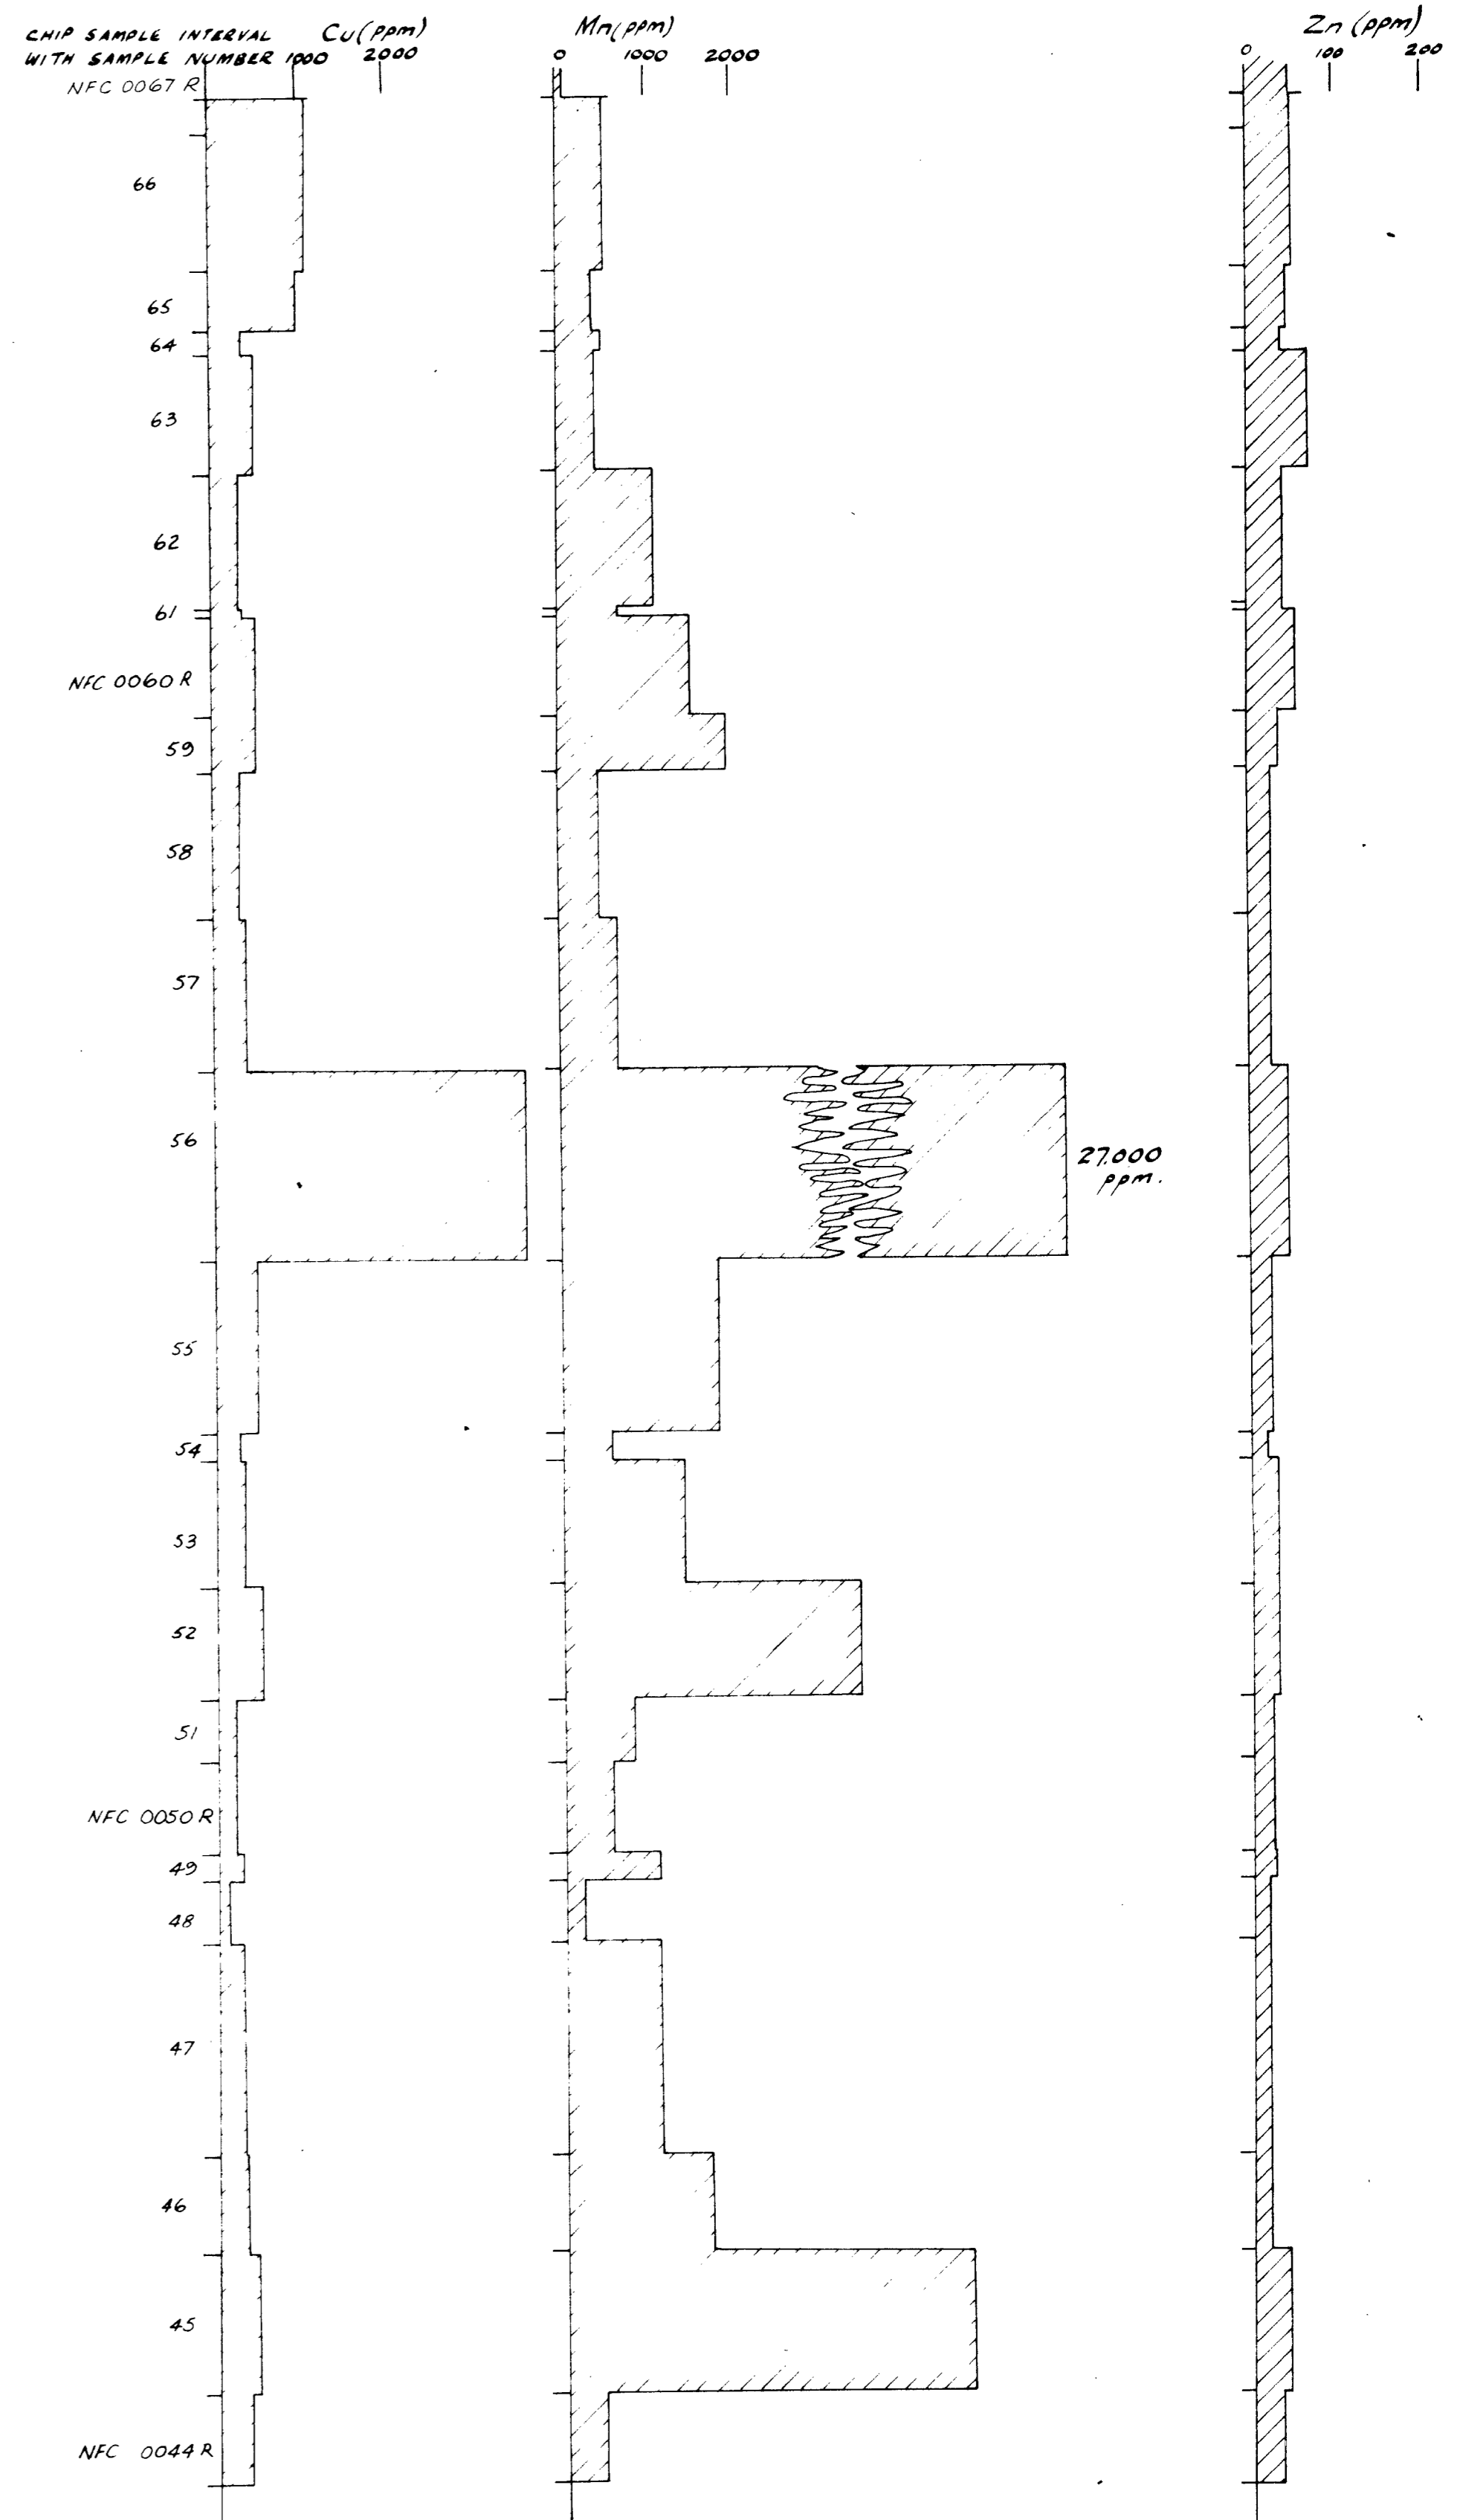 CHIP SAMPLE INTERVAL
WITH SAMPLE NUMBER
Cu (ppm)
1000 2000
Mn (ppm)
0 1000 2000
Zn (ppm)
0 100 200
NFC 0067 R
66
65
64
63
62
61
NFC 0060 R
59
58
57
56
27.000
ppm.
55
54
53
52
51
NFC 0050 R
49
48
47
46
45
NFC 0044 R